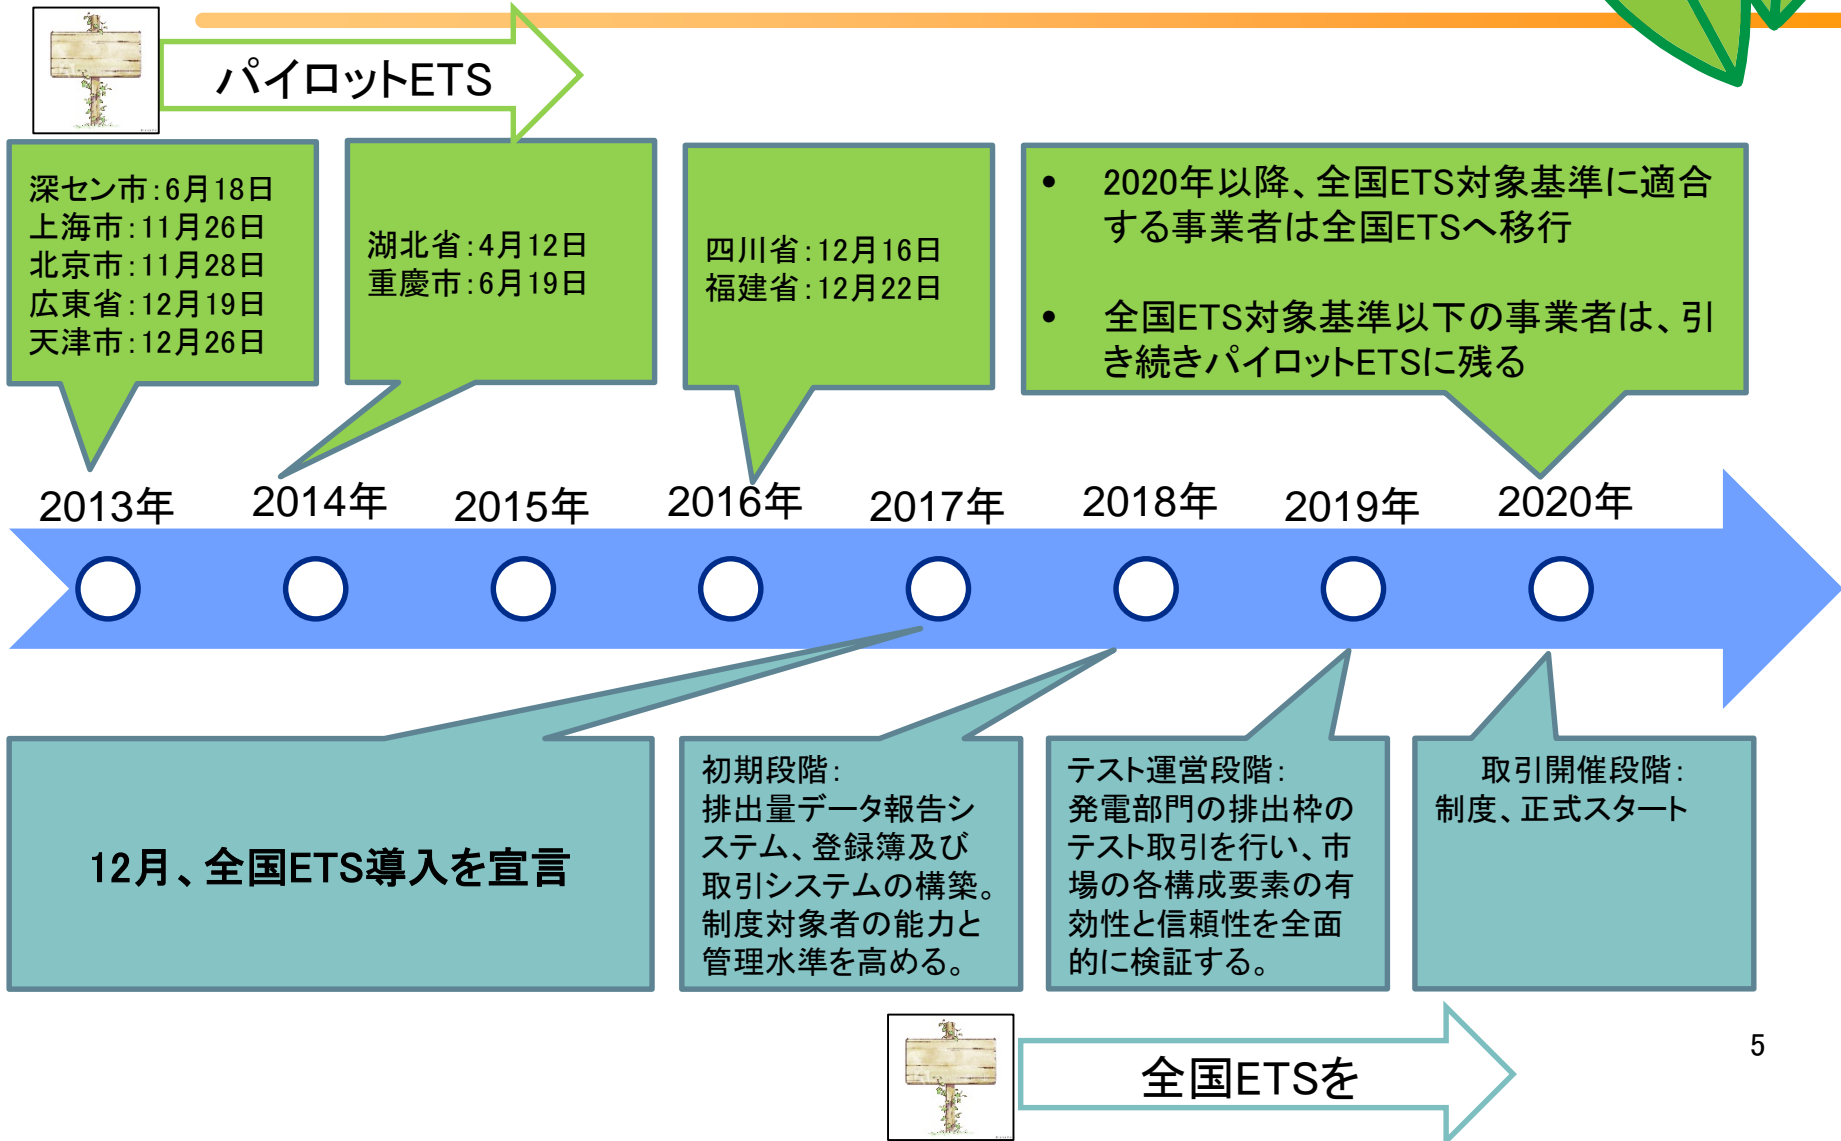 パイロットETS
深セン市：6月18日
上海市：11月26日
北京市：11月28日
広東省：12月19日
天津市：12月26日
湖北省：4月12日
重慶市：6月19日
四川省：12月16日
福建省：12月22日
• 2020年以降、全国ETS対象基準に適合
する事業者は全国ETSへ移行
• 全国ETS対象基準以下の事業者は、引
き続きパイロットETSに残る
2013年
2014年
2015年
2016年
2017年
2018年
2019年
2020年
12月、全国ETS導入を宣言
初期段階：
排出量データ報告シ
ステム、登録簿及び
取引システムの構築。
制度対象者の能力と
管理水準を高める。
テスト運営段階：
発電部門の排出枠の
テスト取引を行い、市
場の各構成要素の有
効性と信頼性を全面
的に検証する。
取引開催段階：
制度、正式スタート
全国ETSを
5